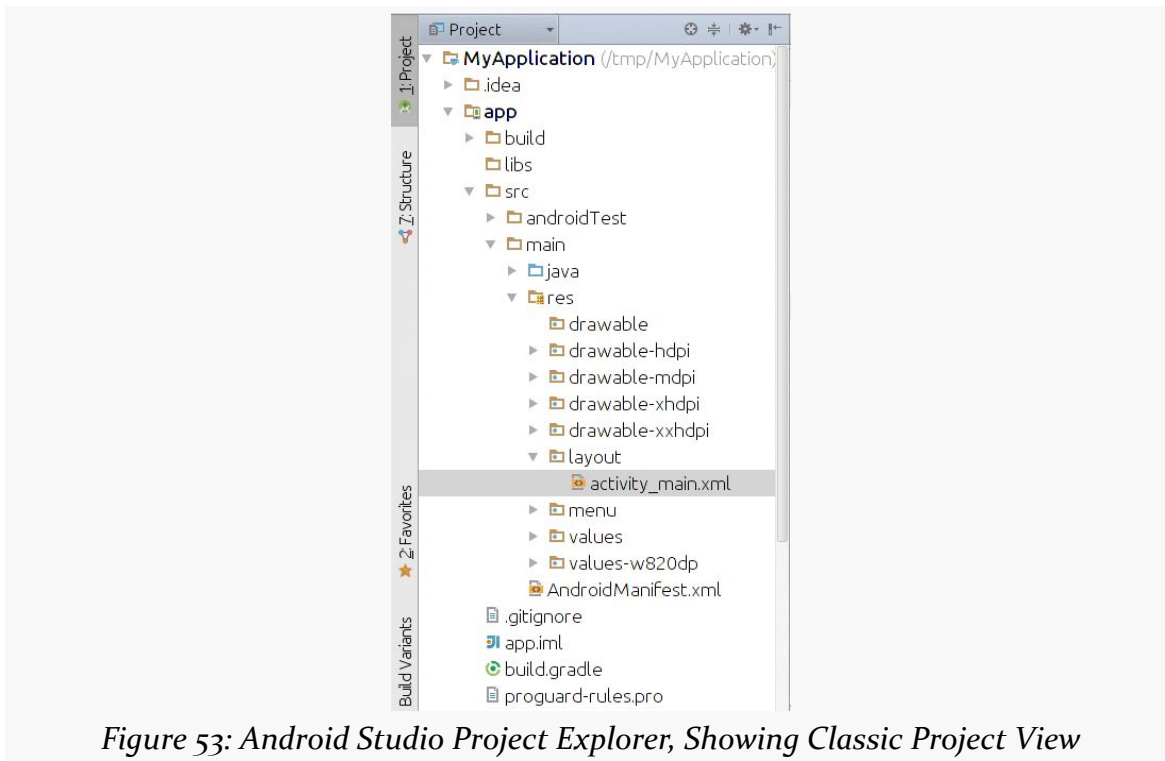 Project
MyApplication (/tmp/MyApplication)
.idea
app
build
libs
src
androidTest
main
java
res
drawable
drawable-hdpi
drawable-mdpi
drawable-xhdpi
drawable-xxhdpi
layout
activity_main.xml
menu
values
values-w820dp
AndroidManifest.xml
.gitignore
app.iml
build.gradle
proguard-rules.pro
1: Project
7: Structure
2: Favorites
Build Variants
Figure 53: Android Studio Project Explorer, Showing Classic Project View